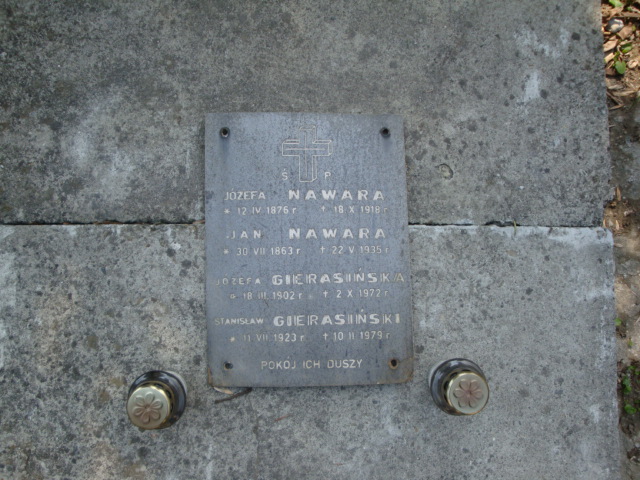 Ś P
JÓZEFA NAWARA
* 12 IV 1876 r. † 18 X 1918 r.
JAN NAWARA
* 30 VII 1863 r. † 22 V 1935 r.
JÓZEFA GIERASIŃSKA
* 18 III 1902 r. † 2 X 1972 r.
STANISŁAW GIERASIŃSKI
* 11 VII 1923 r. † 10 II 1979 r.
POKÓJ ICH DUSZY